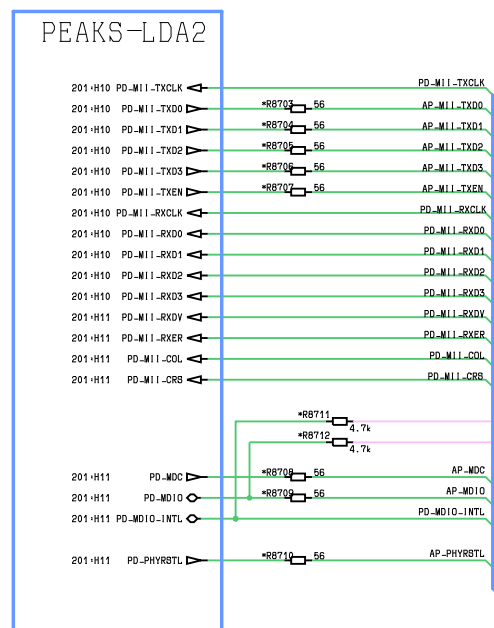 PEAKS-LDA2
201:H10 PD-MII-TXCLK PD-MII-TXCLK
201:H10 PD-MII-TXD0 *R8703 56 AP-MII-TXD0
201:H10 PD-MII-TXD1 *R8704 56 AP-MII-TXD1
201:H10 PD-MII-TXD2 *R8705 56 AP-MII-TXD2
201:H10 PD-MII-TXD3 *R8706 56 AP-MII-TXD3
201:H10 PD-MII-TXEN *R8707 56 AP-MII-TXEN
201:H10 PD-MII-RXCLK PD-MII-RXCLK
201:H10 PD-MII-RXD0 PD-MII-RXD0
201:H10 PD-MII-RXD1 PD-MII-RXD1
201:H10 PD-MII-RXD2 PD-MII-RXD2
201:H10 PD-MII-RXD3 PD-MII-RXD3
201:H11 PD-MII-RXDV PD-MII-RXDV
201:H11 PD-MII-RXER PD-MII-RXER
201:H11 PD-MII-COL PD-MII-COL
201:H11 PD-MII-CRS PD-MII-CRS
*R8711 4.7k
*R8712 4.7k
201:H11 PD-MDC *R8708 56 AP-MDC
201:H11 PD-MDIO *R8709 56 AP-MDIO
201:H11 PD-MDIO-INTL PD-MDIO-INTL
201:H11 PD-PHYRSTL *R8710 56 AP-PHYRSTL